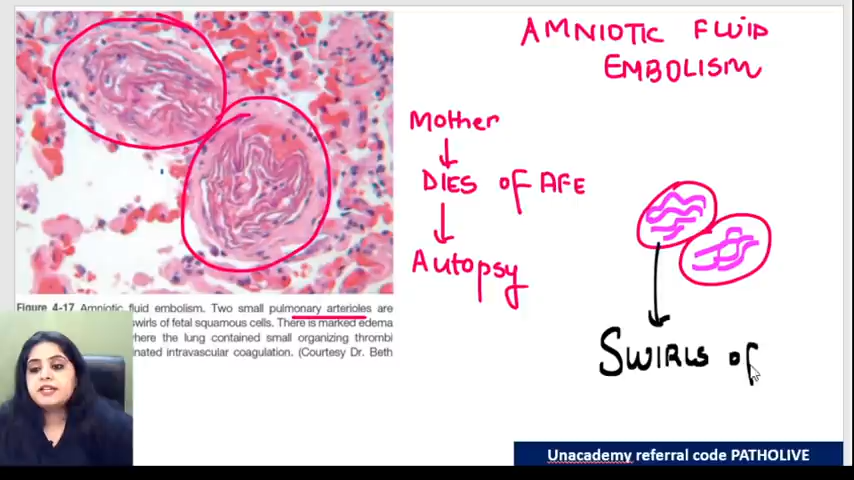 AMNIOTIC FLUID
EMBOLISM
Mother
DIES OF AFE
Autopsy
SWIRLS OF
Figure 4-17 Amniotic fluid embolism. Two small pulmonary arterioles are
swirls of fetal squamous cells. There is marked edema
where the lung contained small organizing thrombi
intravascular coagulation. (Courtesy Dr. Beth
Unacademy referral code PATHOLIVE